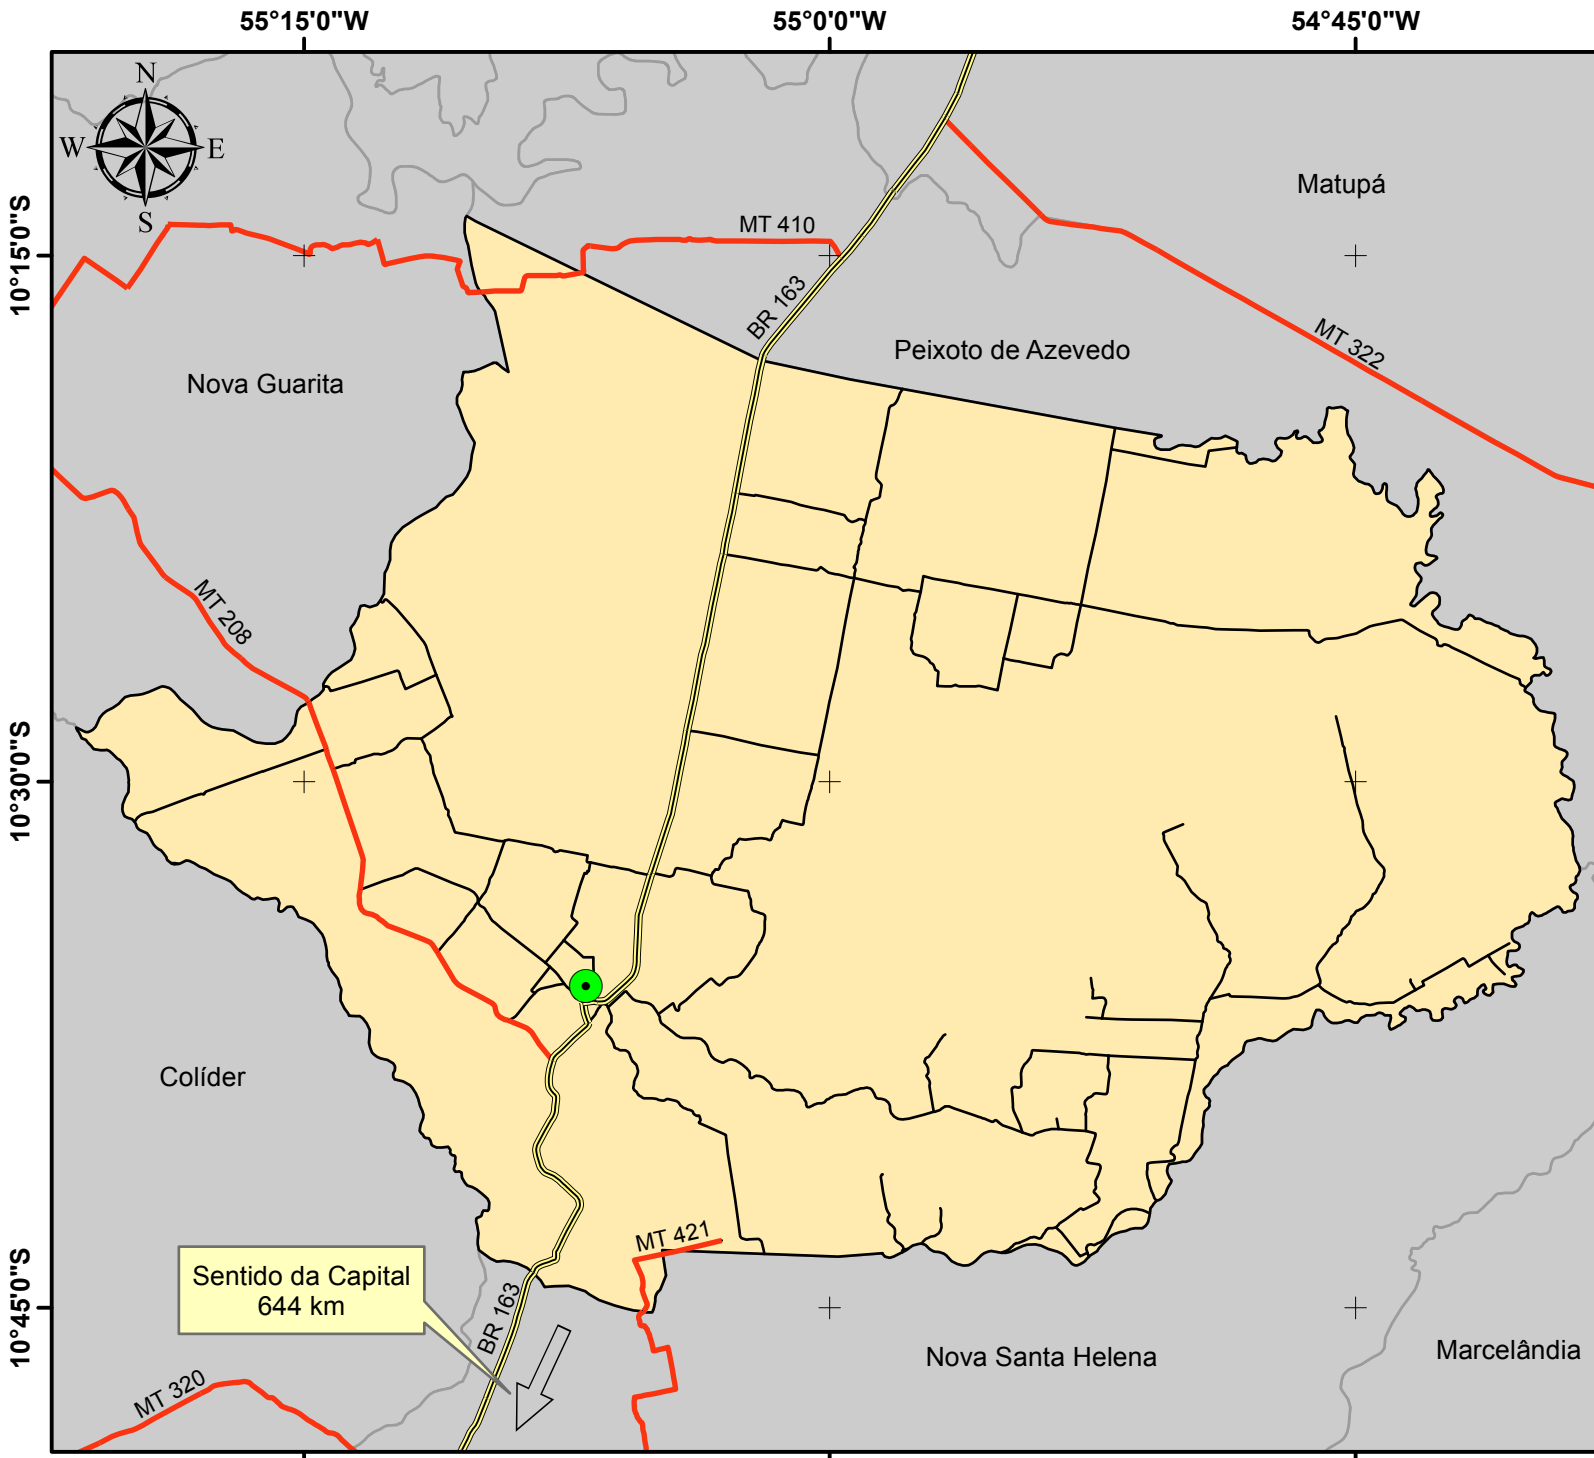 55°15'0"W
55°0'0"W
54°45'0"W
N
W
E
S
Matupá
MT 410
10°15'0"S
BR 163
MT 322
Peixoto de Azevedo
Nova Guarita
MT 208
10°30'0"S
Colíder
MT 421
Sentido da Capital
644 km
BR 163
10°45'0"S
Nova Santa Helena
Marcelândia
MT 320